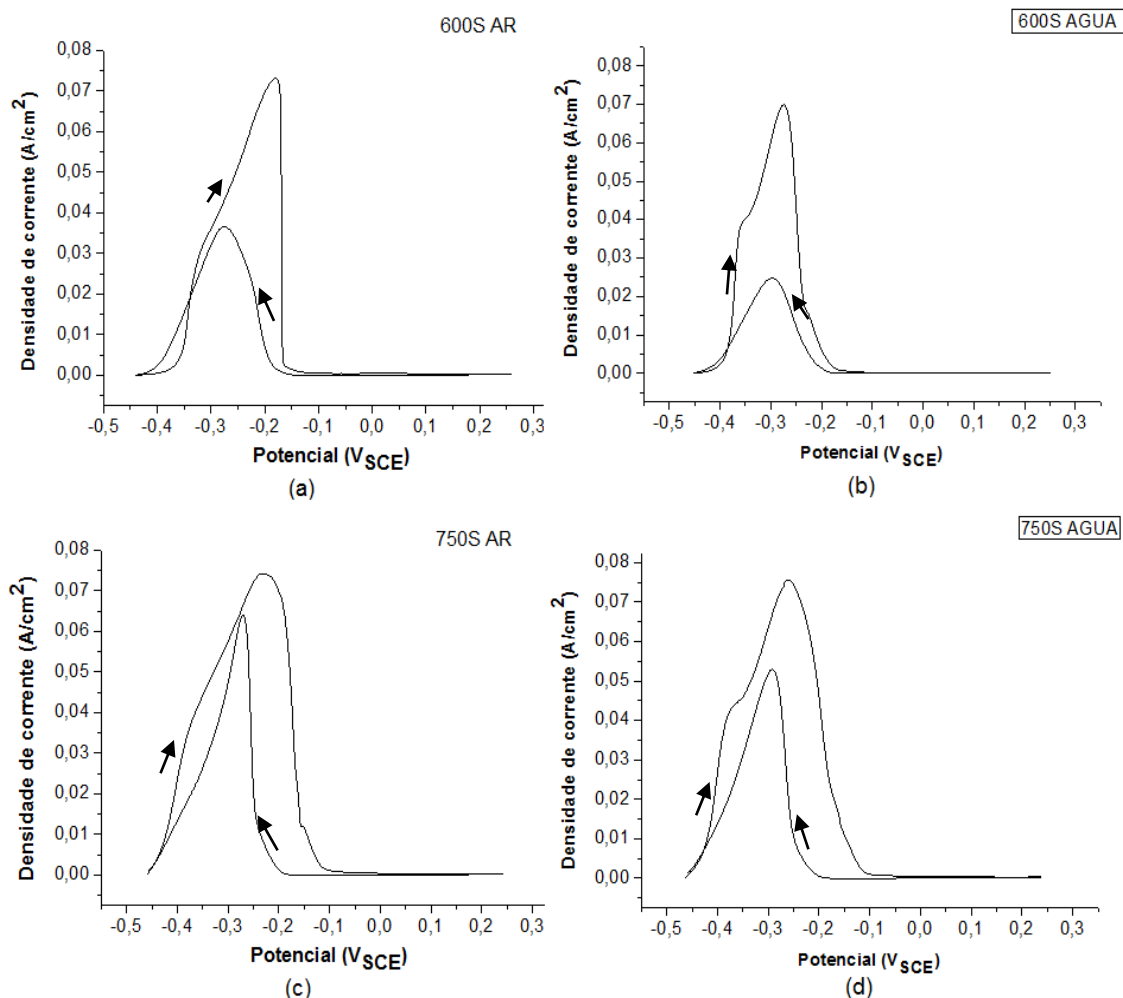 600S AR
Densidade de corrente (A/cm²)
0,08
0,07
0,06
0,05
0,04
0,03
0,02
0,01
0,00
-0,5 -0,4 -0,3 -0,2 -0,1 0,0 0,1 0,2 0,3
Potencial (V_SCE)
(a)
600S AGUA
Densidade de corrente (A/cm²)
0,08
0,07
0,06
0,05
0,04
0,03
0,02
0,01
0,00
-0,5 -0,4 -0,3 -0,2 -0,1 0,0 0,1 0,2 0,3
Potencial (V_SCE)
(b)
750S AR
Densidade de corrente (A/cm²)
0,08
0,07
0,06
0,05
0,04
0,03
0,02
0,01
0,00
-0,5 -0,4 -0,3 -0,2 -0,1 0,0 0,1 0,2 0,3
Potencial (V_SCE)
(c)
750S AGUA
Densidade de corrente (A/cm²)
0,08
0,07
0,06
0,05
0,04
0,03
0,02
0,01
0,00
-0,5 -0,4 -0,3 -0,2 -0,1 0,0 0,1 0,2 0,3
Potencial (V_SCE)
(d)